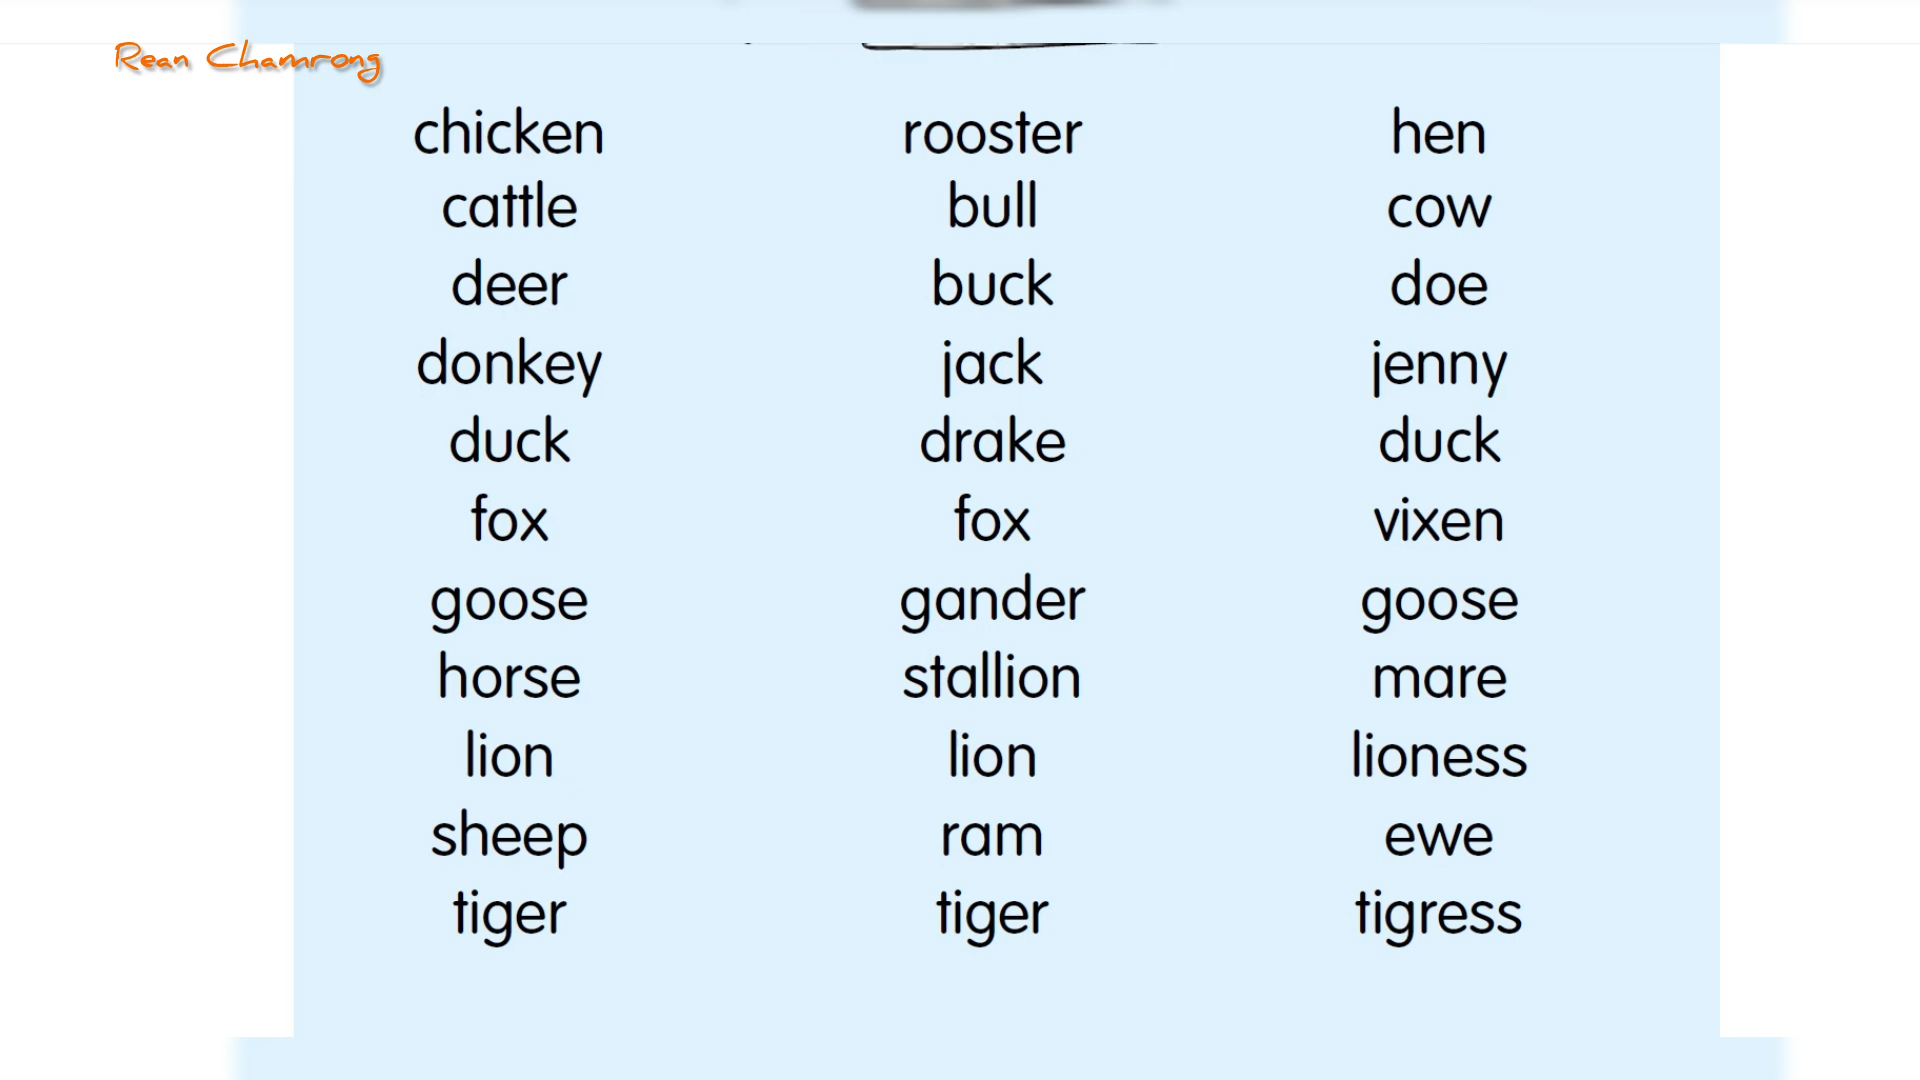 Rean Chamrong
chicken rooster hen
cattle bull cow
deer buck doe
donkey jack jenny
duck drake duck
fox fox vixen
goose gander goose
horse stallion mare
lion lion lioness
sheep ram ewe
tiger tiger tigress